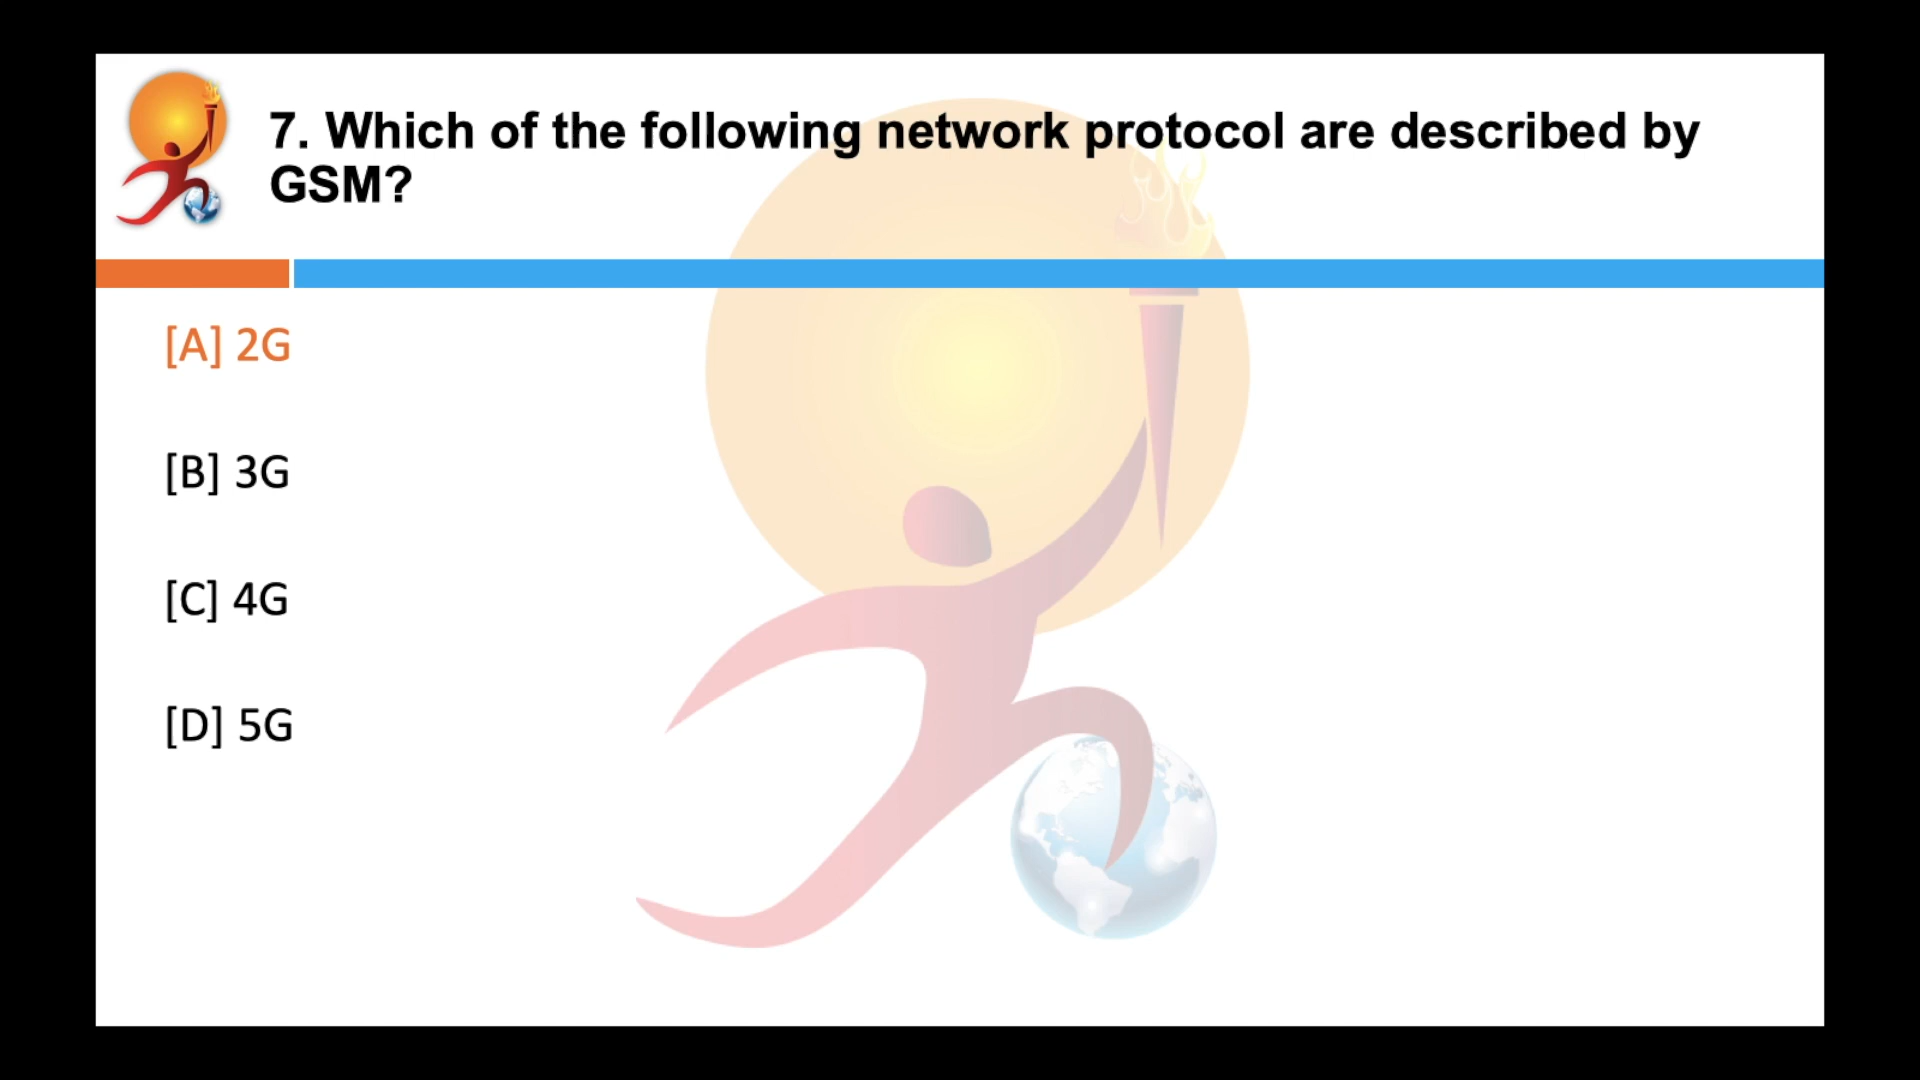 7. Which of the following network protocol are described by
GSM?
[A] 2G
[B] 3G
[C] 4G
[D] 5G